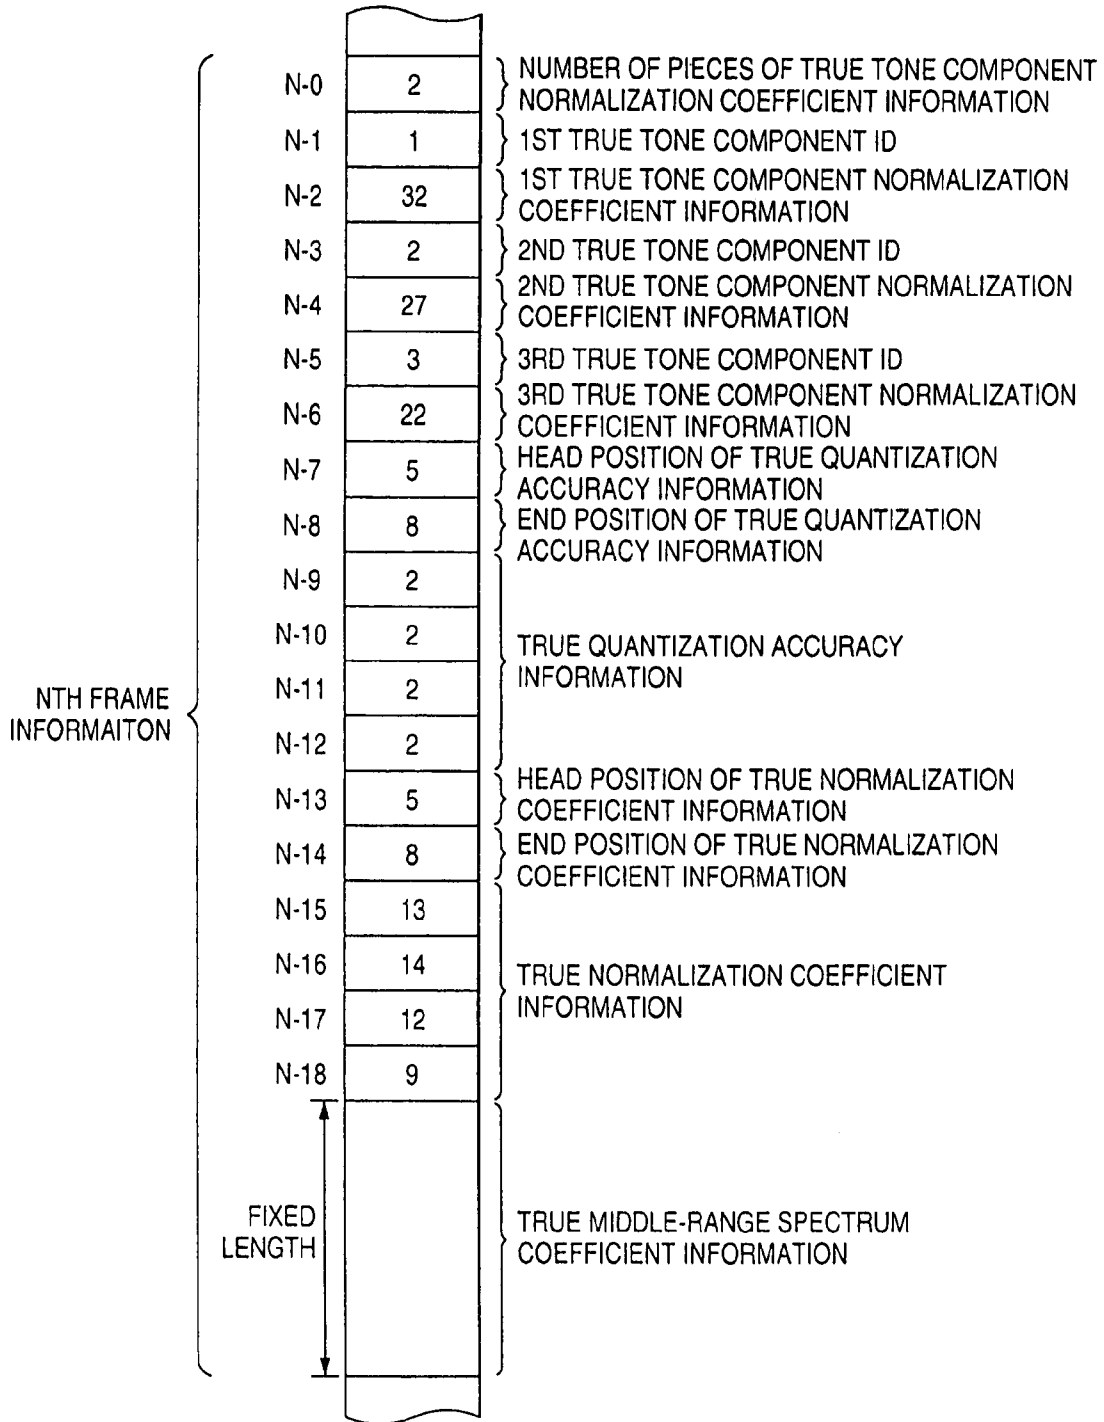 N-0 2 NUMBER OF PIECES OF TRUE TONE COMPONENT
NORMALIZATION COEFFICIENT INFORMATION
N-1 1 1ST TRUE TONE COMPONENT ID
N-2 32 1ST TRUE TONE COMPONENT NORMALIZATION
COEFFICIENT INFORMATION
N-3 2 2ND TRUE TONE COMPONENT ID
N-4 27 2ND TRUE TONE COMPONENT NORMALIZATION
COEFFICIENT INFORMATION
N-5 3 3RD TRUE TONE COMPONENT ID
N-6 22 3RD TRUE TONE COMPONENT NORMALIZATION
COEFFICIENT INFORMATION
N-7 5 HEAD POSITION OF TRUE QUANTIZATION
ACCURACY INFORMATION
N-8 8 END POSITION OF TRUE QUANTIZATION
ACCURACY INFORMATION
N-9 2
N-10 2 TRUE QUANTIZATION ACCURACY
INFORMATION
N-11 2
NTH FRAME
INFORMAITON
N-12 2
N-13 5 HEAD POSITION OF TRUE NORMALIZATION
COEFFICIENT INFORMATION
N-14 8 END POSITION OF TRUE NORMALIZATION
COEFFICIENT INFORMATION
N-15 13
N-16 14 TRUE NORMALIZATION COEFFICIENT
INFORMATION
N-17 12
N-18 9
FIXED
LENGTH
TRUE MIDDLE-RANGE SPECTRUM
COEFFICIENT INFORMATION